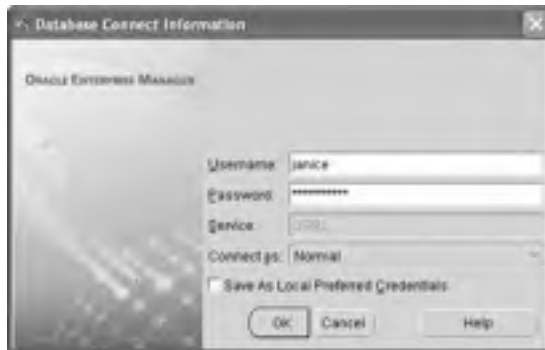 Database Connect Information
ORACLE ENTERPRISE MANAGER
Username: janice
Password: ***********
Service:
Connect as: Normal
Save As Local Preferred Credentials
OK Cancel Help